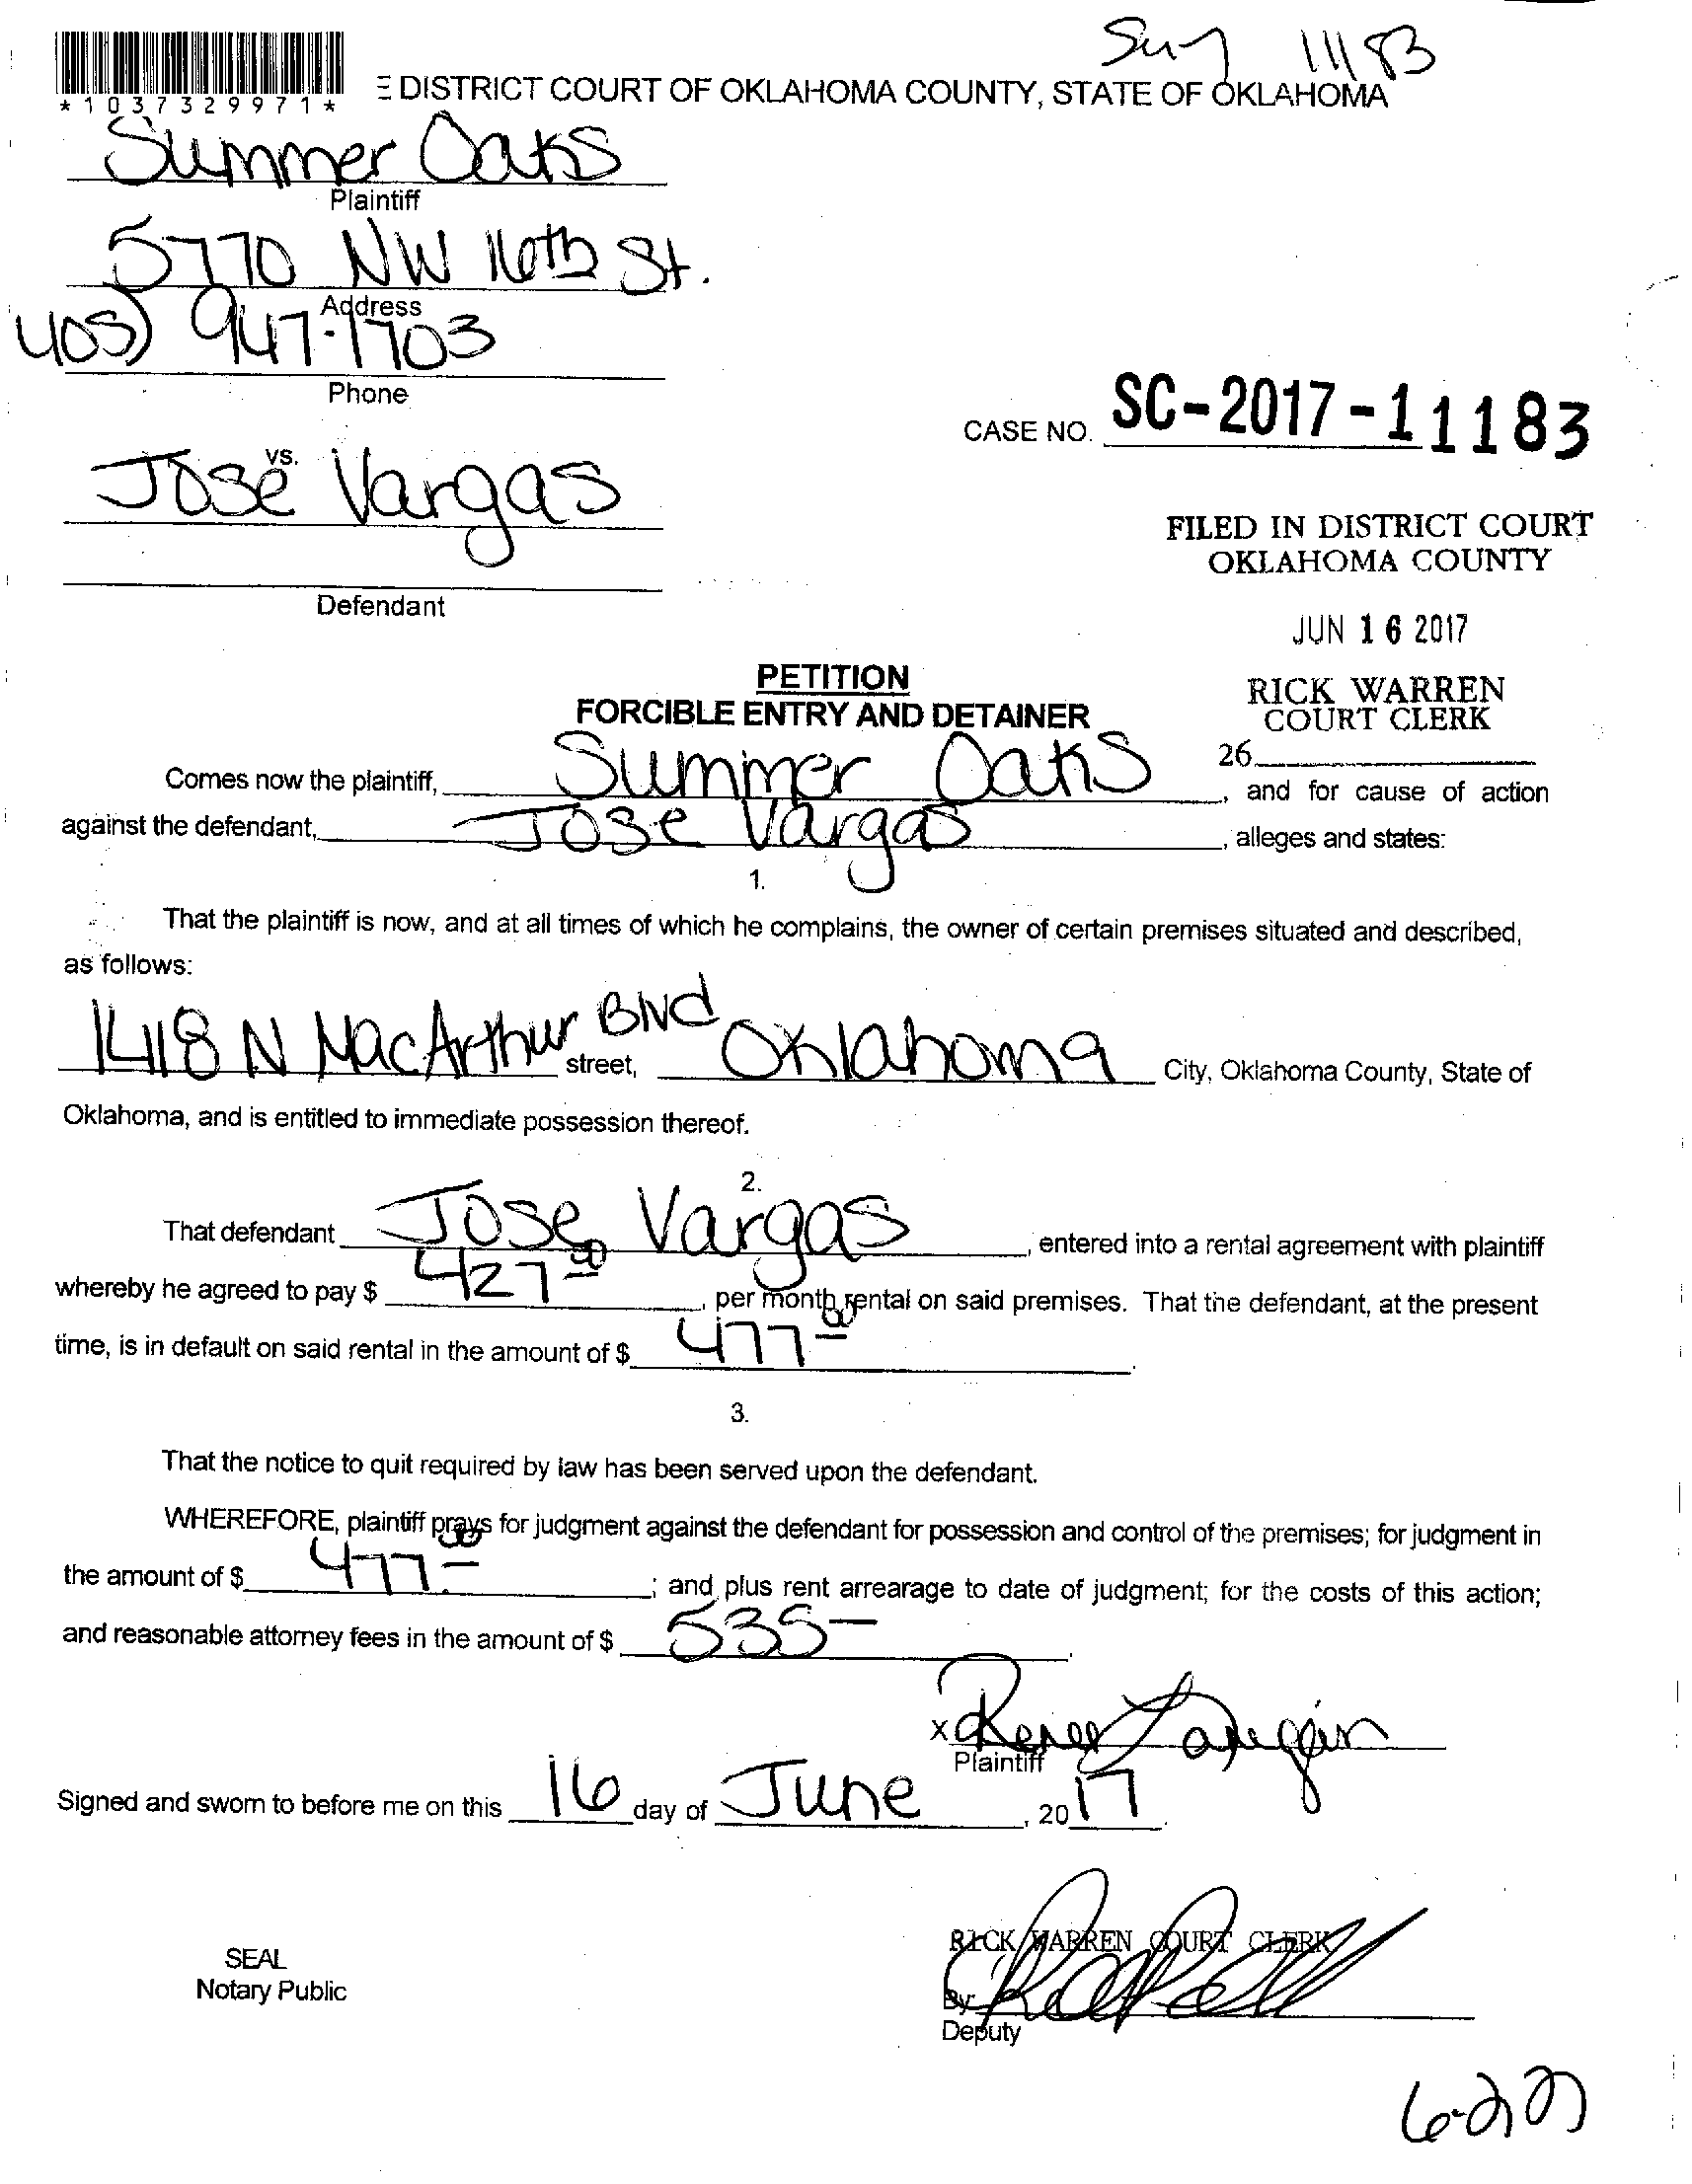 11183
*1037329971*
E DISTRICT COURT OF OKLAHOMA COUNTY, STATE OF OKLAHOMA
Summer Oaks
Plaintiff
5770 NW 16th St.
Address
405) 947-1703
Phone
CASE NO. SC-2017-11183
vs.
Jose Vargas
FILED IN DISTRICT COURT
OKLAHOMA COUNTY
Defendant
JUN 16 2017
PETITION
FORCIBLE ENTRY AND DETAINER
RICK WARREN
COURT CLERK
26
Comes now the plaintiff, Summer Oaks, and for cause of action
against the defendant, Jose Vargas, alleges and states:
1.
That the plaintiff is now, and at all times of which he complains, the owner of certain premises situated and described,
as follows:
1418 N MacArthur Blvd street, Oklahoma City, Oklahoma County, State of
Oklahoma, and is entitled to immediate possession thereof.
2.
That defendant Jose Vargas, entered into a rental agreement with plaintiff
whereby he agreed to pay $ 427 00, per month rental on said premises. That the defendant, at the present
time, is in default on said rental in the amount of $ 477 00.
3.
That the notice to quit required by law has been served upon the defendant.
WHEREFORE, plaintiff prays for judgment against the defendant for possession and control of the premises; for judgment in
the amount of $ 477.00; and plus rent arrearage to date of judgment; for the costs of this action;
and reasonable attorney fees in the amount of $ 535-.
x Renee
Plaintiff
Signed and sworn to before me on this 16 day of June, 2017.
RICK WARREN COURT CLERK
SEAL
Notary Public
By
Deputy